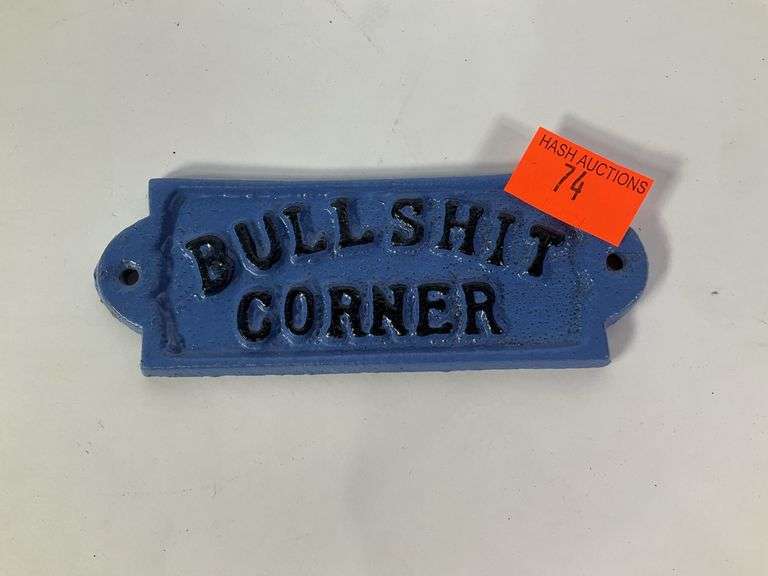 HASH AUCTIONS
74
BULLSHIT
CORNER